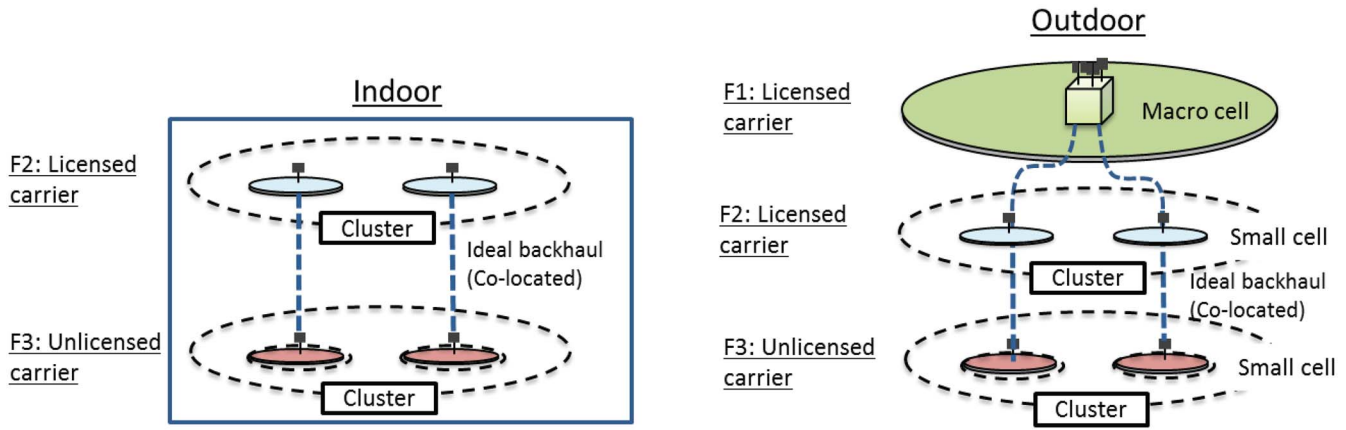 Indoor
F2: Licensed
carrier
Cluster
Ideal backhaul
(Co-located)
F3: Unlicensed
carrier
Cluster
Outdoor
F1: Licensed
carrier
Macro cell
F2: Licensed
carrier
Small cell
Cluster
Ideal backhaul
(Co-located)
F3: Unlicensed
carrier
Small cell
Cluster